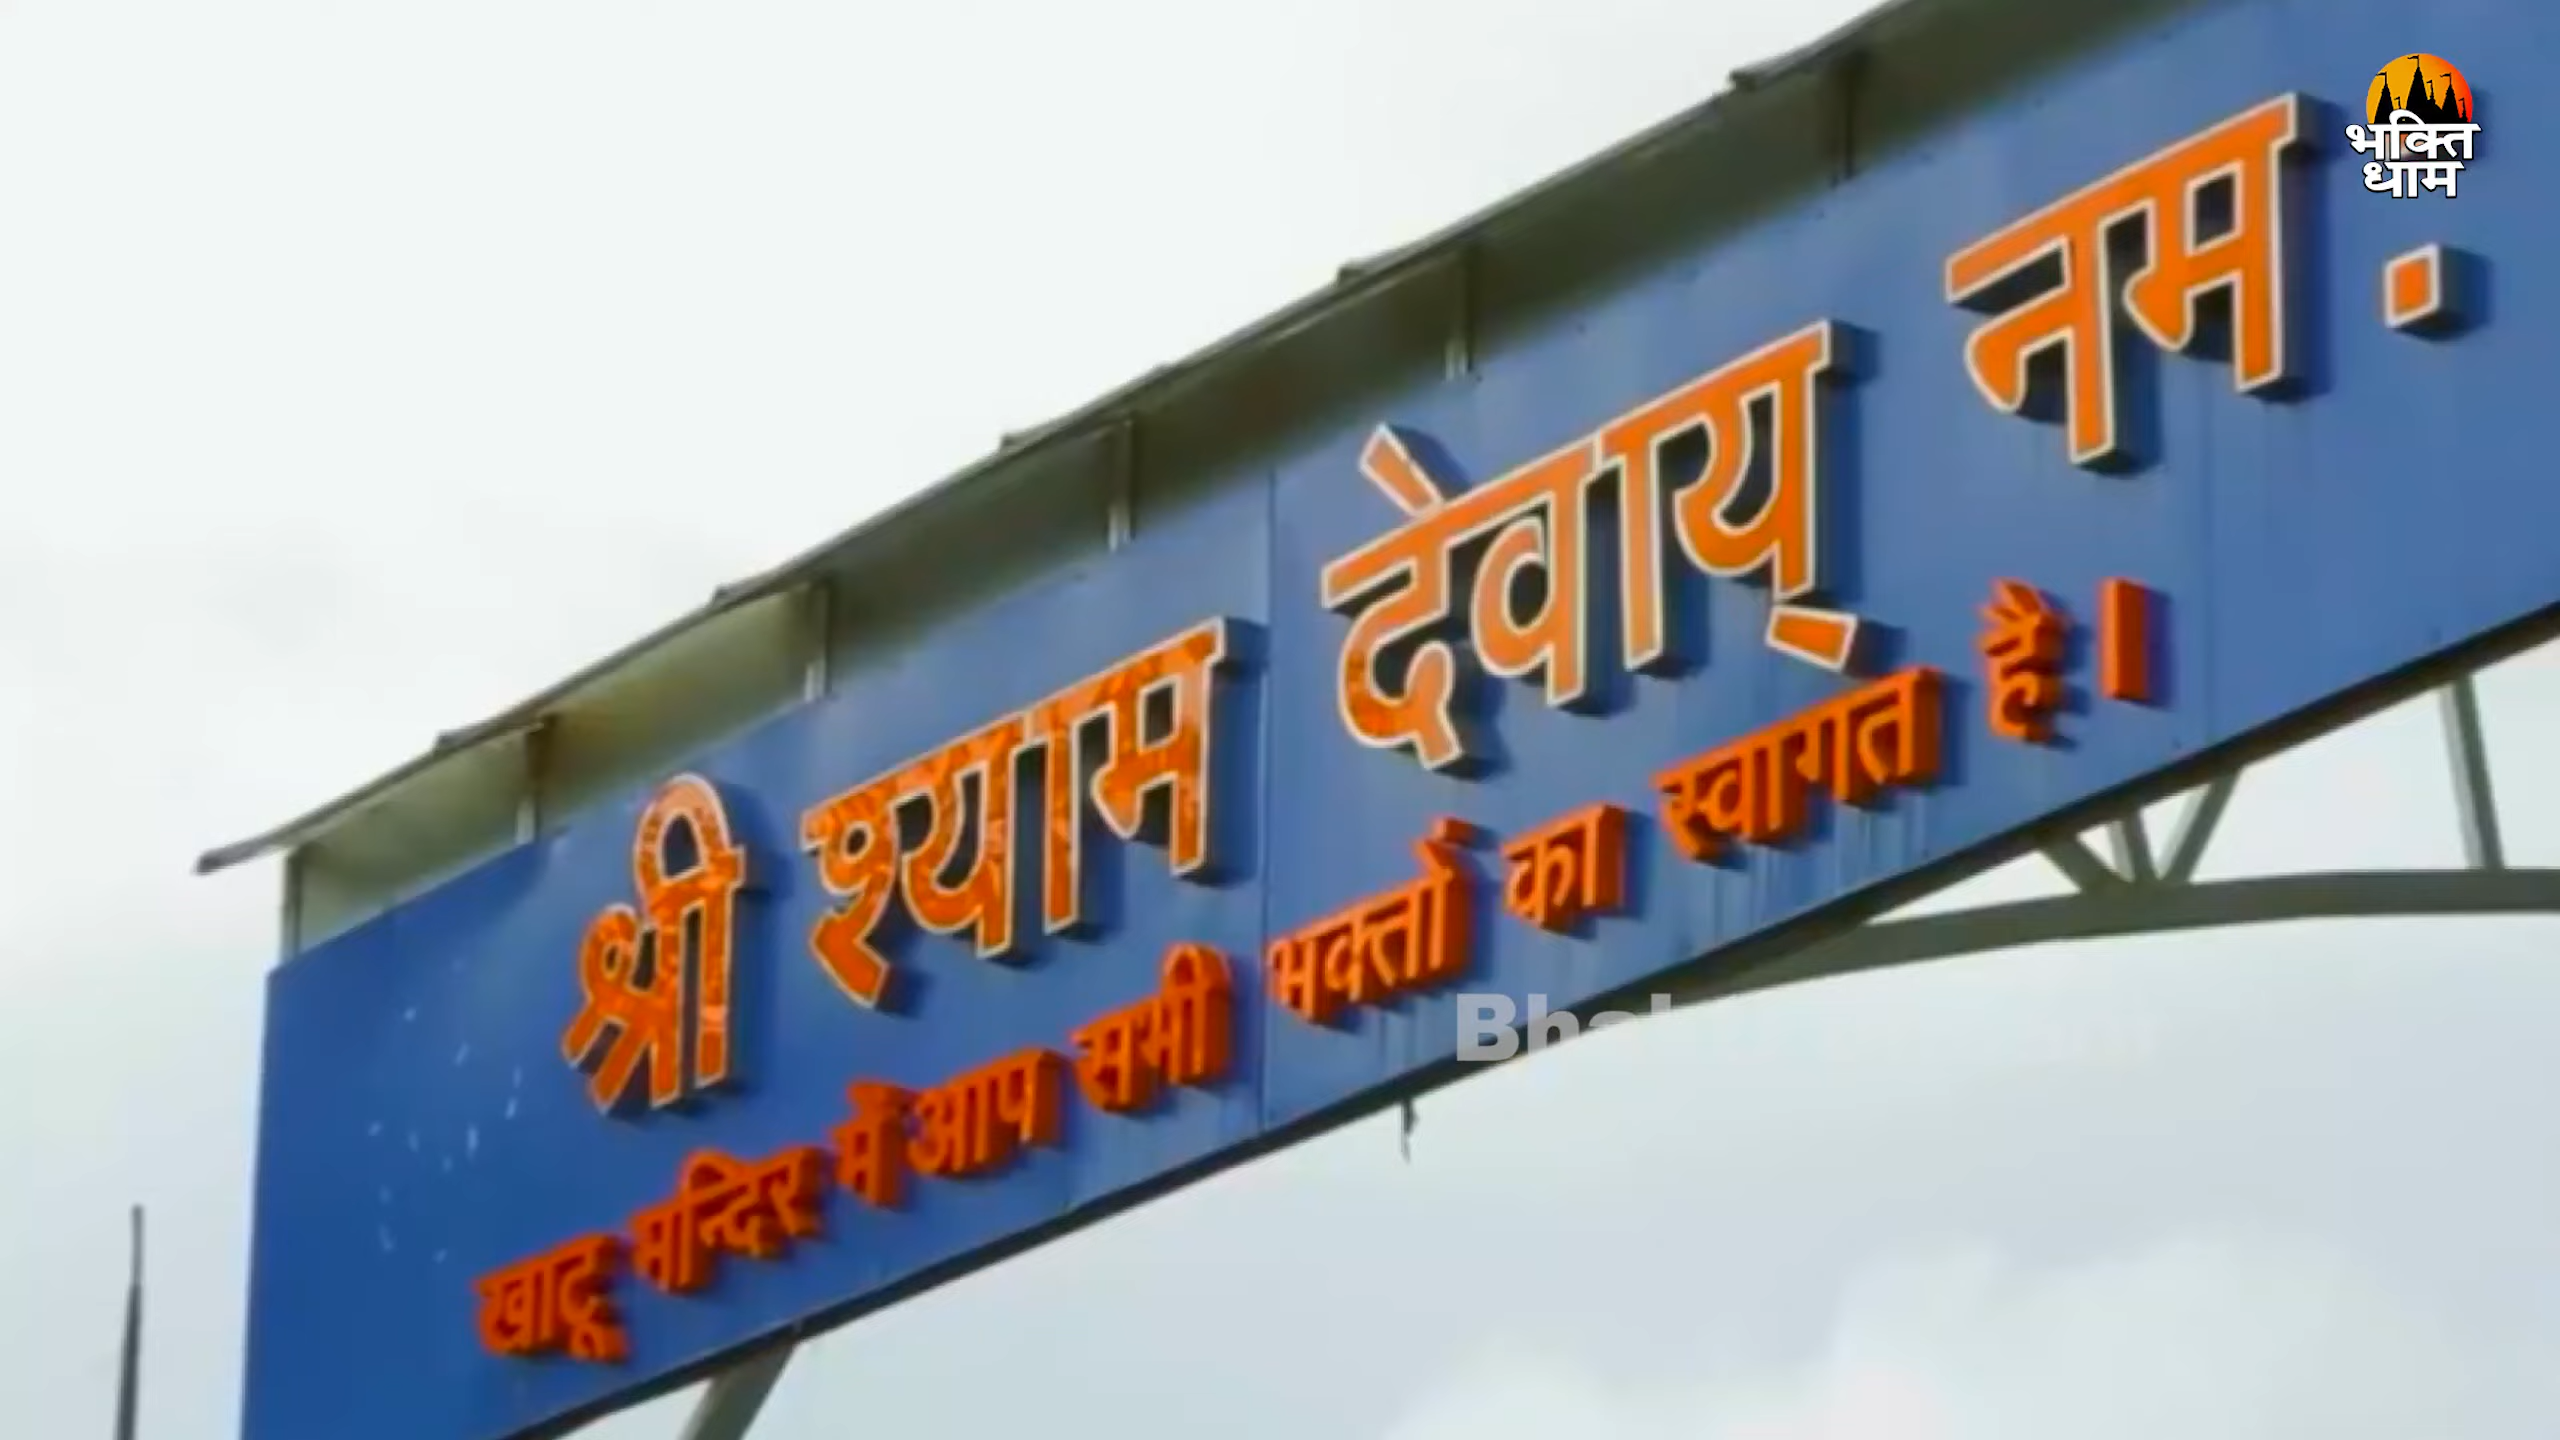 भक्ति
धाम
श्री श्याम देवाय् नम.
खाटू मन्दिर में आप सभी भक्तों का स्वागत है।